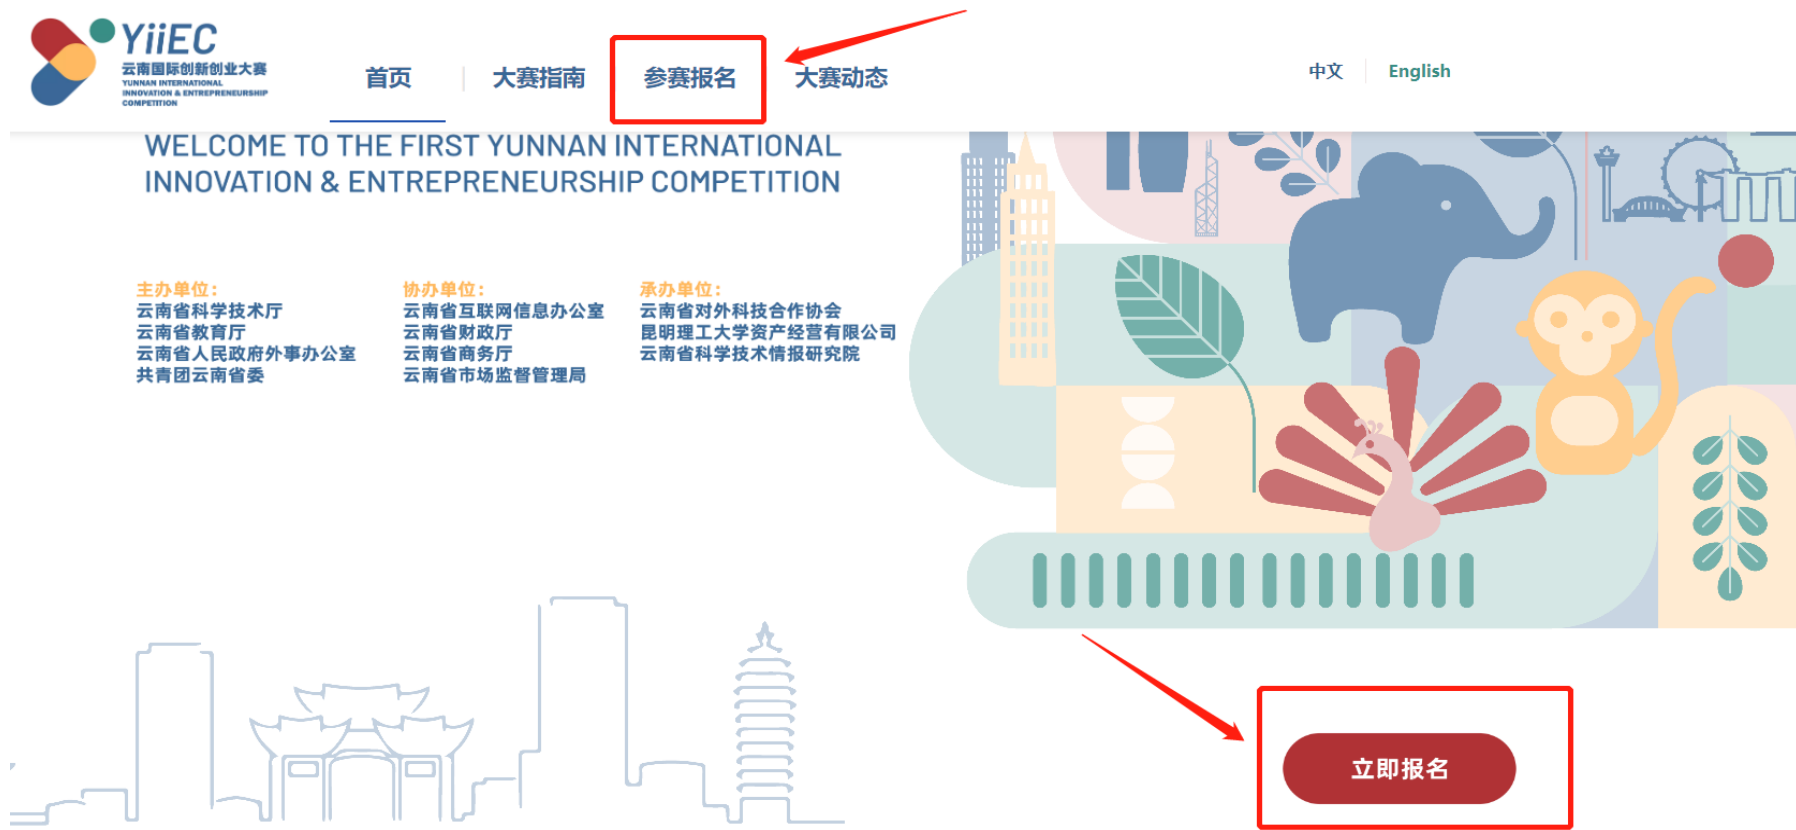 YiiEC
云南国际创新创业大赛
YUNNAN INTERNATIONAL
INNOVATION & ENTREPRENEURSHIP
COMPETITION
首页
大赛指南
参赛报名
大赛动态
中文
English
WELCOME TO THE FIRST YUNNAN INTERNATIONAL
INNOVATION & ENTREPRENEURSHIP COMPETITION
主办单位：
云南省科学技术厅
云南省教育厅
云南省人民政府外事办公室
共青团云南省委
协办单位：
云南省互联网信息办公室
云南省财政厅
云南省商务厅
云南省市场监督管理局
承办单位：
云南省对外科技合作协会
昆明理工大学资产经营有限公司
云南省科学技术情报研究院
立即报名